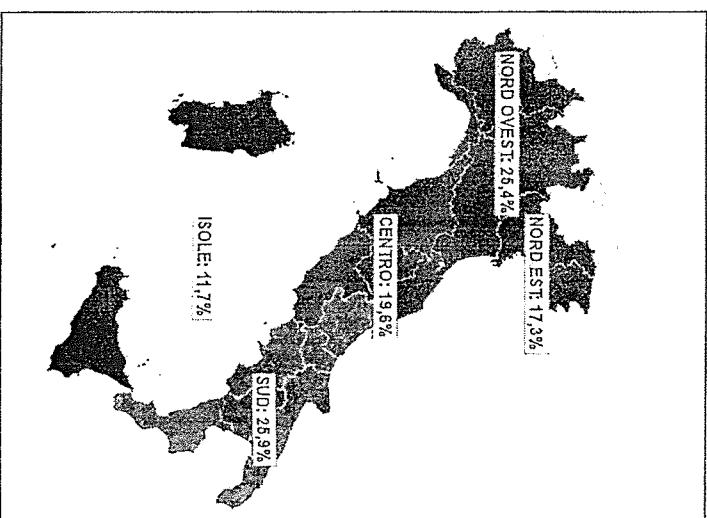 NORD OVEST: 25,4%
NORD EST: 17,3%
CENTRO: 19,6%
ISOLE: 11,7%
SUD: 25,9%